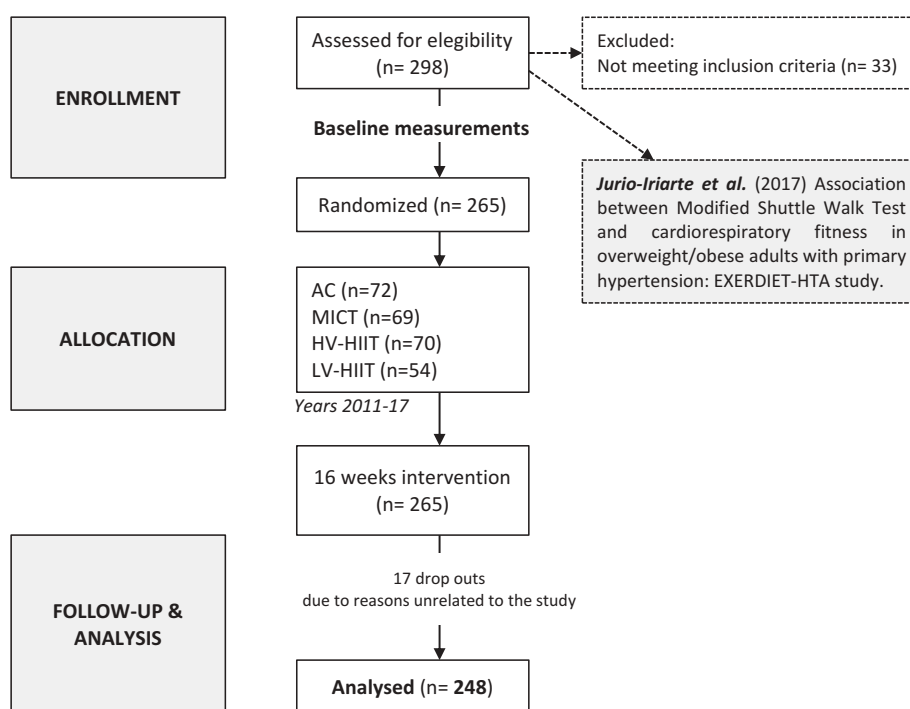 ENROLLMENT
Assessed for elegibility
(n= 298)
Excluded:
Not meeting inclusion criteria (n= 33)
Baseline measurements
Jurio-Iriarte et al. (2017) Association
between Modified Shuttle Walk Test
and cardiorespiratory fitness in
overweight/obese adults with primary
hypertension: EXERDIET-HTA study.
Randomized (n= 265)
ALLOCATION
AC (n=72)
MICT (n=69)
HV-HIIT (n=70)
LV-HIIT (n=54)
Years 2011-17
16 weeks intervention
(n= 265)
FOLLOW-UP &
ANALYSIS
17 drop outs
due to reasons unrelated to the study
Analysed (n= 248)